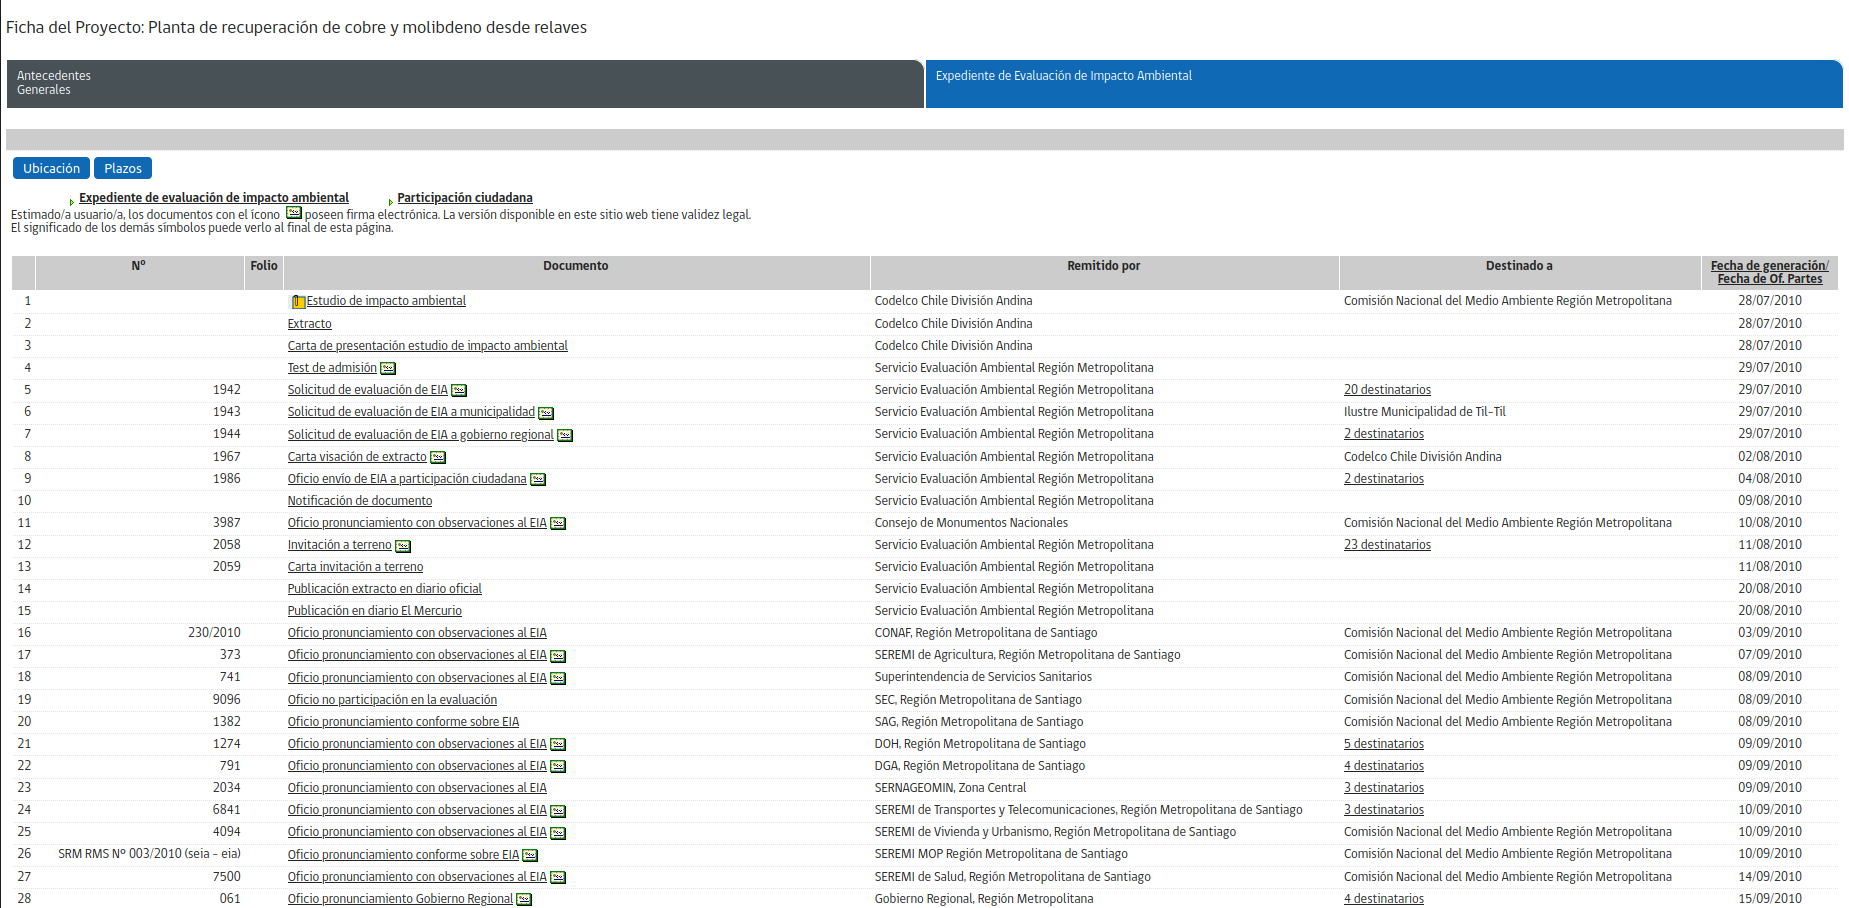 Ficha del Proyecto: Planta de recuperación de cobre y molibdeno desde relaves
Antecedentes
Generales
Expediente de Evaluación de Impacto Ambiental
Ubicación Plazos
Expediente de evaluación de impacto ambiental Participación ciudadana
Estimado/a usuario/a, los documentos con el ícono poseen firma electrónica. La versión disponible en este sitio web tiene validez legal.
El significado de los demás símbolos puede verlo al final de esta página.
Nº Folio Documento Remitido por Destinado a Fecha de generación/
Fecha de Of. Partes
1 Estudio de impacto ambiental Codelco Chile División Andina Comisión Nacional del Medio Ambiente Región Metropolitana 28/07/2010
2 Extracto Codelco Chile División Andina 28/07/2010
3 Carta de presentación estudio de impacto ambiental Codelco Chile División Andina 28/07/2010
4 Test de admisión Servicio Evaluación Ambiental Región Metropolitana 29/07/2010
5 1942 Solicitud de evaluación de EIA Servicio Evaluación Ambiental Región Metropolitana 20 destinatarios 29/07/2010
6 1943 Solicitud de evaluación de EIA a municipalidad Servicio Evaluación Ambiental Región Metropolitana Ilustre Municipalidad de Til-Til 29/07/2010
7 1944 Solicitud de evaluación de EIA a gobierno regional Servicio Evaluación Ambiental Región Metropolitana 2 destinatarios 29/07/2010
8 1967 Carta visación de extracto Servicio Evaluación Ambiental Región Metropolitana Codelco Chile División Andina 02/08/2010
9 1986 Oficio envío de EIA a participación ciudadana Servicio Evaluación Ambiental Región Metropolitana 2 destinatarios 04/08/2010
10 Notificación de documento Servicio Evaluación Ambiental Región Metropolitana 09/08/2010
11 3987 Oficio pronunciamiento con observaciones al EIA Consejo de Monumentos Nacionales Comisión Nacional del Medio Ambiente Región Metropolitana 10/08/2010
12 2058 Invitación a terreno Servicio Evaluación Ambiental Región Metropolitana 23 destinatarios 11/08/2010
13 2059 Carta invitación a terreno Servicio Evaluación Ambiental Región Metropolitana 11/08/2010
14 Publicación extracto en diario oficial Servicio Evaluación Ambiental Región Metropolitana 20/08/2010
15 Publicación en diario El Mercurio Servicio Evaluación Ambiental Región Metropolitana 20/08/2010
16 230/2010 Oficio pronunciamiento con observaciones al EIA CONAF, Región Metropolitana de Santiago Comisión Nacional del Medio Ambiente Región Metropolitana 03/09/2010
17 373 Oficio pronunciamiento con observaciones al EIA SEREMI de Agricultura, Región Metropolitana de Santiago Comisión Nacional del Medio Ambiente Región Metropolitana 07/09/2010
18 741 Oficio pronunciamiento con observaciones al EIA Superintendencia de Servicios Sanitarios Comisión Nacional del Medio Ambiente Región Metropolitana 08/09/2010
19 9096 Oficio no participación en la evaluación SEC, Región Metropolitana de Santiago Comisión Nacional del Medio Ambiente Región Metropolitana 08/09/2010
20 1382 Oficio pronunciamiento conforme sobre EIA SAG, Región Metropolitana de Santiago Comisión Nacional del Medio Ambiente Región Metropolitana 08/09/2010
21 1274 Oficio pronunciamiento con observaciones al EIA DOH, Región Metropolitana de Santiago 5 destinatarios 09/09/2010
22 791 Oficio pronunciamiento con observaciones al EIA DGA, Región Metropolitana de Santiago 4 destinatarios 09/09/2010
23 2034 Oficio pronunciamiento con observaciones al EIA SERNAGEOMIN, Zona Central 3 destinatarios 09/09/2010
24 6841 Oficio pronunciamiento con observaciones al EIA SEREMI de Transportes y Telecomunicaciones, Región Metropolitana de Santiago 3 destinatarios 10/09/2010
25 4094 Oficio pronunciamiento con observaciones al EIA SEREMI de Vivienda y Urbanismo, Región Metropolitana de Santiago Comisión Nacional del Medio Ambiente Región Metropolitana 10/09/2010
26 SRM RMS Nº 003/2010 (seia - eia) Oficio pronunciamiento conforme sobre EIA SEREMI MOP Región Metropolitana de Santiago Comisión Nacional del Medio Ambiente Región Metropolitana 10/09/2010
27 7500 Oficio pronunciamiento con observaciones al EIA SEREMI de Salud, Región Metropolitana de Santiago Comisión Nacional del Medio Ambiente Región Metropolitana 14/09/2010
28 061 Oficio pronunciamiento Gobierno Regional Gobierno Regional, Región Metropolitana 4 destinatarios 15/09/2010